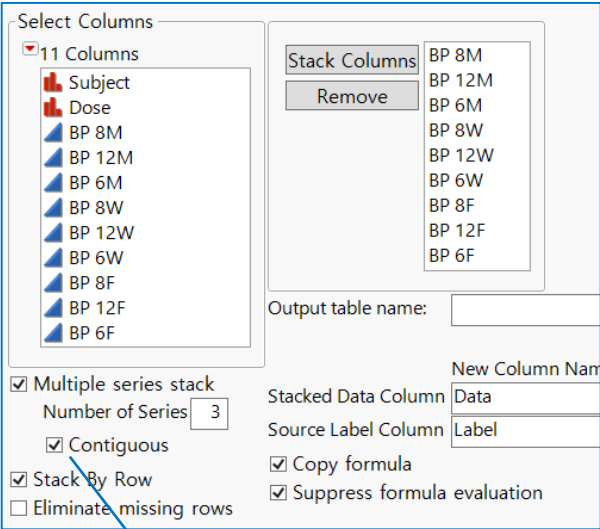 Select Columns
11 Columns
Subject
Dose
BP 8M
BP 12M
BP 6M
BP 8W
BP 12W
BP 6W
BP 8F
BP 12F
BP 6F
Stack Columns
Remove
BP 8M
BP 12M
BP 6M
BP 8W
BP 12W
BP 6W
BP 8F
BP 12F
BP 6F
Output table name:
New Column Nam
Stacked Data Column Data
Source Label Column Label
Copy formula
Suppress formula evaluation
Multiple series stack
Number of Series 3
Contiguous
Stack By Row
Eliminate missing rows